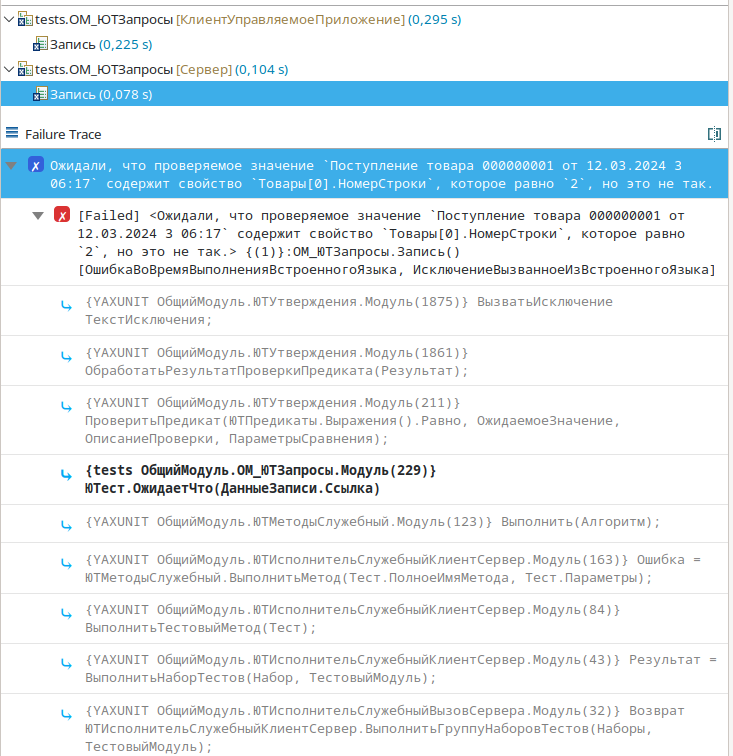 tests.ОМ_ЮТЗапросы [КлиентУправляемоеПриложение] (0,295 s)
Запись (0,225 s)
tests.ОМ_ЮТЗапросы [Сервер] (0,104 s)
Запись (0,078 s)
Failure Trace
Ожидали, что проверяемое значение `Поступление товара 000000001 от 12.03.2024 3
06:17` содержит свойство `Товары[0].НомерСтроки`, которое равно `2`, но это не так.
[Failed] <Ожидали, что проверяемое значение `Поступление товара 000000001 от
12.03.2024 3 06:17` содержит свойство `Товары[0].НомерСтроки`, которое равно
`2`, но это не так.> {(1)}:ОМ_ЮТЗапросы.Запись()
[ОшибкаВоВремяВыполненияВстроенногоЯзыка, ИсключениеВызванноеИзВстроенногоЯзыка]
{YAXUNIT ОбщийМодуль.ЮТУтверждения.Модуль(1875)} ВызватьИсключение
ТекстИсключения;
{YAXUNIT ОбщийМодуль.ЮТУтверждения.Модуль(1861)}
ОбработатьРезультатПроверкиПредиката(Результат);
{YAXUNIT ОбщийМодуль.ЮТУтверждения.Модуль(211)}
ПроверитьПредикат(ЮТПредикаты.Выражения().Равно, ОжидаемоеЗначение,
ОписаниеПроверки, ПараметрыСравнения);
{tests ОбщийМодуль.ОМ_ЮТЗапросы.Модуль(229)}
ЮТест.ОжидаетЧто(ДанныеЗаписи.Ссылка)
{YAXUNIT ОбщийМодуль.ЮТМетодыСлужебный.Модуль(123)} Выполнить(Алгоритм);
{YAXUNIT ОбщийМодуль.ЮТИсполнительСлужебныйКлиентСервер.Модуль(163)} Ошибка =
ЮТМетодыСлужебный.ВыполнитьМетод(Тест.ПолноеИмяМетода, Тест.Параметры);
{YAXUNIT ОбщийМодуль.ЮТИсполнительСлужебныйКлиентСервер.Модуль(84)}
ВыполнитьТестовыйМетод(Тест);
{YAXUNIT ОбщийМодуль.ЮТИсполнительСлужебныйКлиентСервер.Модуль(43)} Результат =
ВыполнитьНаборТестов(Набор, ТестовыйМодуль);
{YAXUNIT ОбщийМодуль.ЮТИсполнительСлужебныйВызовСервера.Модуль(32)} Возврат
ЮТИсполнительСлужебныйКлиентСервер.ВыполнитьГруппуНаборовТестов(Наборы,
ТестовыйМодуль);